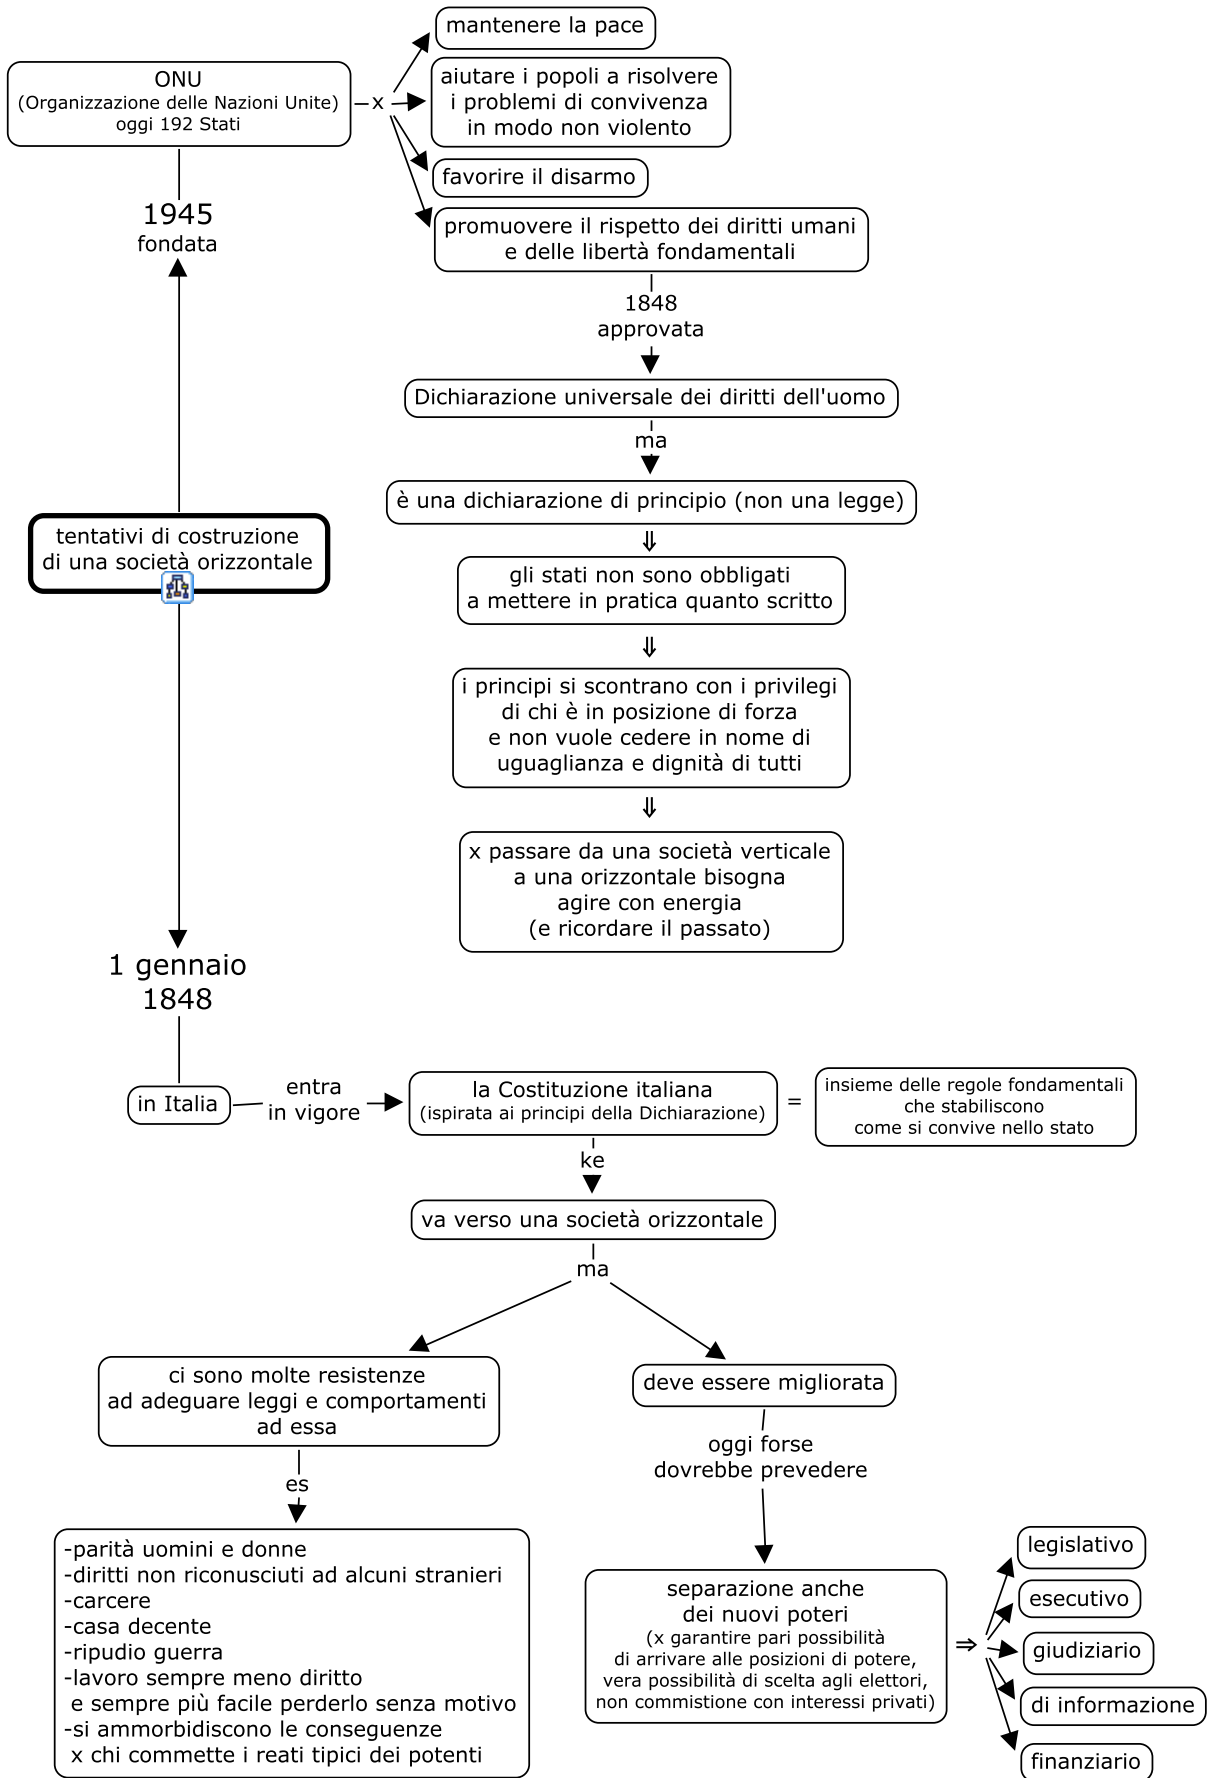 mantenere la pace
ONU
(Organizzazione delle Nazioni Unite)
oggi 192 Stati
x
aiutare i popoli a risolvere
i problemi di convivenza
in modo non violento
favorire il disarmo
1945
fondata
promuovere il rispetto dei diritti umani
e delle libertà fondamentali
1848
approvata
Dichiarazione universale dei diritti dell'uomo
ma
è una dichiarazione di principio (non una legge)
⇓
tentativi di costruzione
di una società orizzontale
gli stati non sono obbligati
a mettere in pratica quanto scritto
⇓
i principi si scontrano con i privilegi
di chi è in posizione di forza
e non vuole cedere in nome di
uguaglianza e dignità di tutti
⇓
x passare da una società verticale
a una orizzontale bisogna
agire con energia
(e ricordare il passato)
1 gennaio
1848
in Italia
entra
in vigore
la Costituzione italiana
(ispirata ai principi della Dichiarazione)
=
insieme delle regole fondamentali
che stabiliscono
come si convive nello stato
ke
va verso una società orizzontale
ma
ci sono molte resistenze
ad adeguare leggi e comportamenti
ad essa
es
-parità uomini e donne
-diritti non riconusciuti ad alcuni stranieri
-carcere
-casa decente
-ripudio guerra
-lavoro sempre meno diritto
e sempre più facile perderlo senza motivo
-si ammorbidiscono le conseguenze
x chi commette i reati tipici dei potenti
deve essere migliorata
oggi forse
dovrebbe prevedere
separazione anche
dei nuovi poteri
(x garantire pari possibilità
di arrivare alle posizioni di potere,
vera possibilità di scelta agli elettori,
non commistione con interessi privati)
⇒
legislativo
esecutivo
giudiziario
di informazione
finanziario